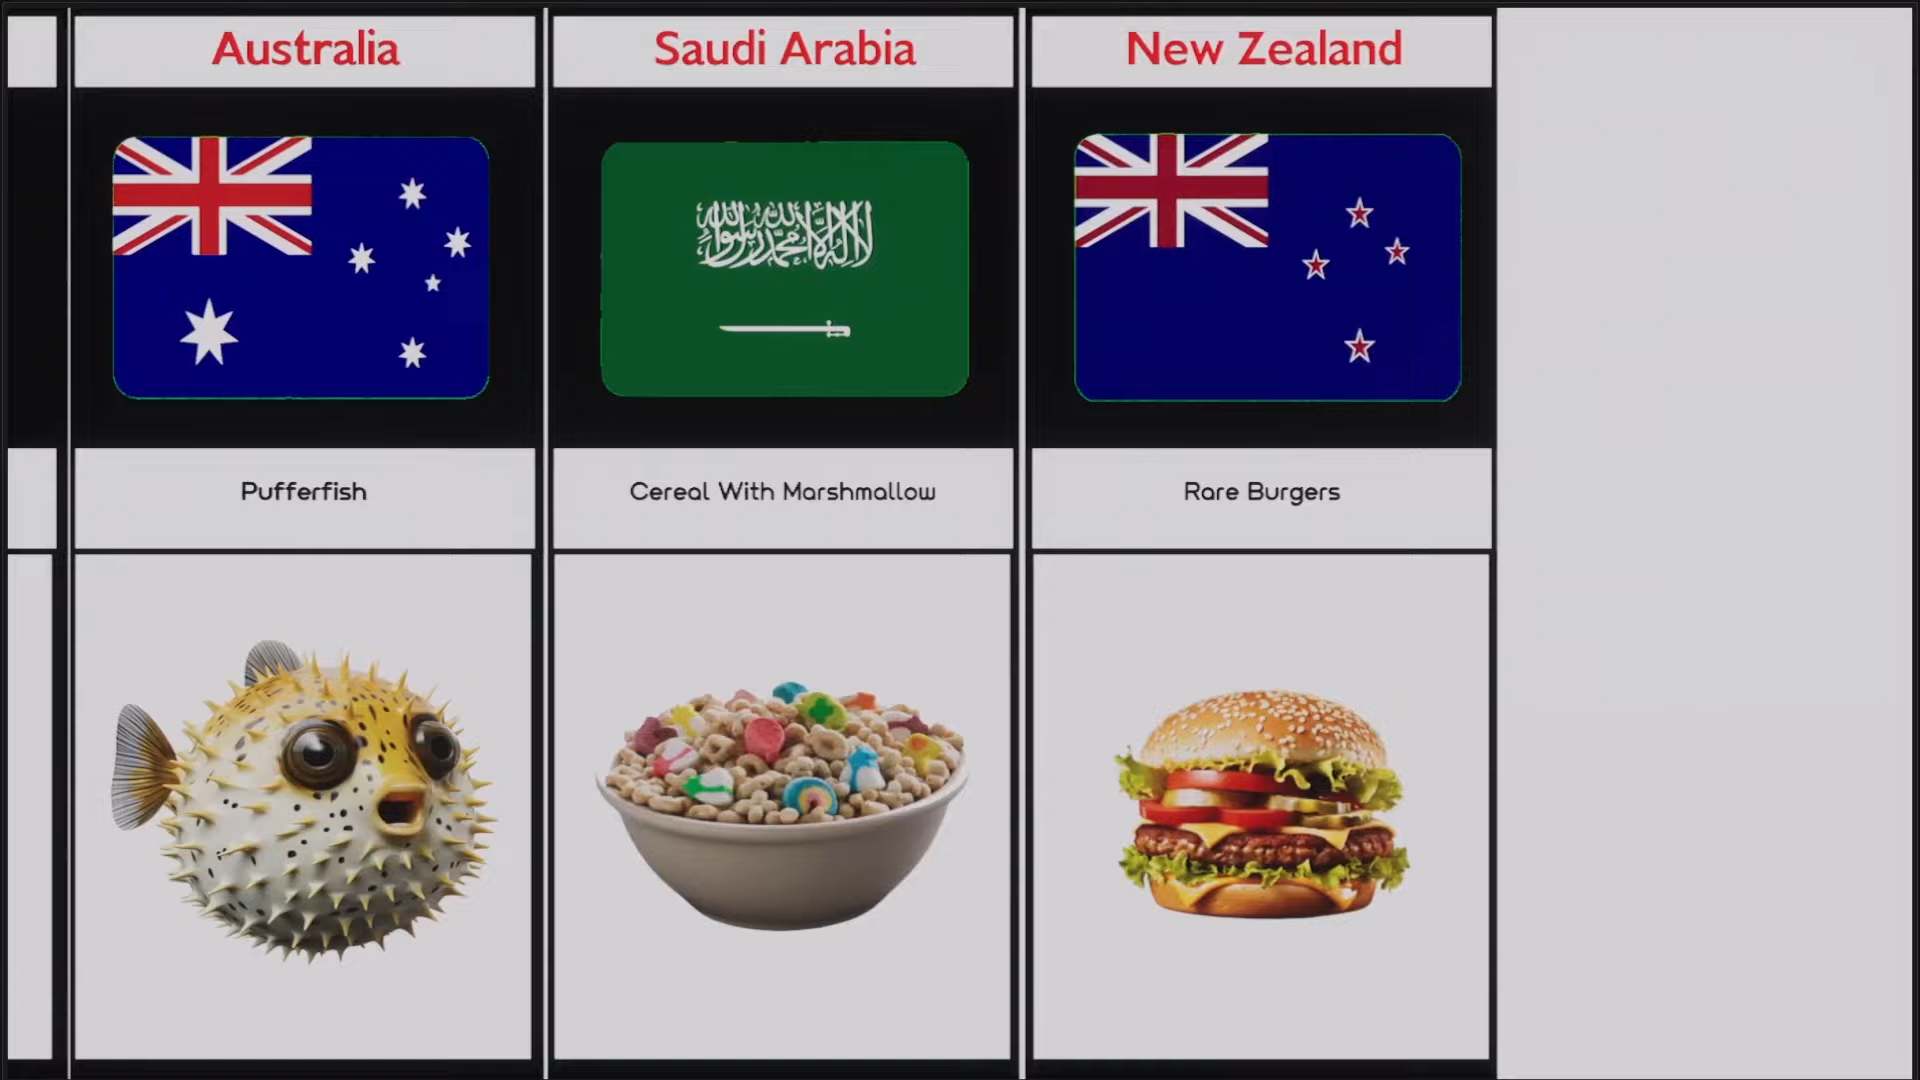 Australia
Saudi Arabia
New Zealand
لا إله إلا الله محمد رسول الله
Pufferfish
Cereal With Marshmallow
Rare Burgers